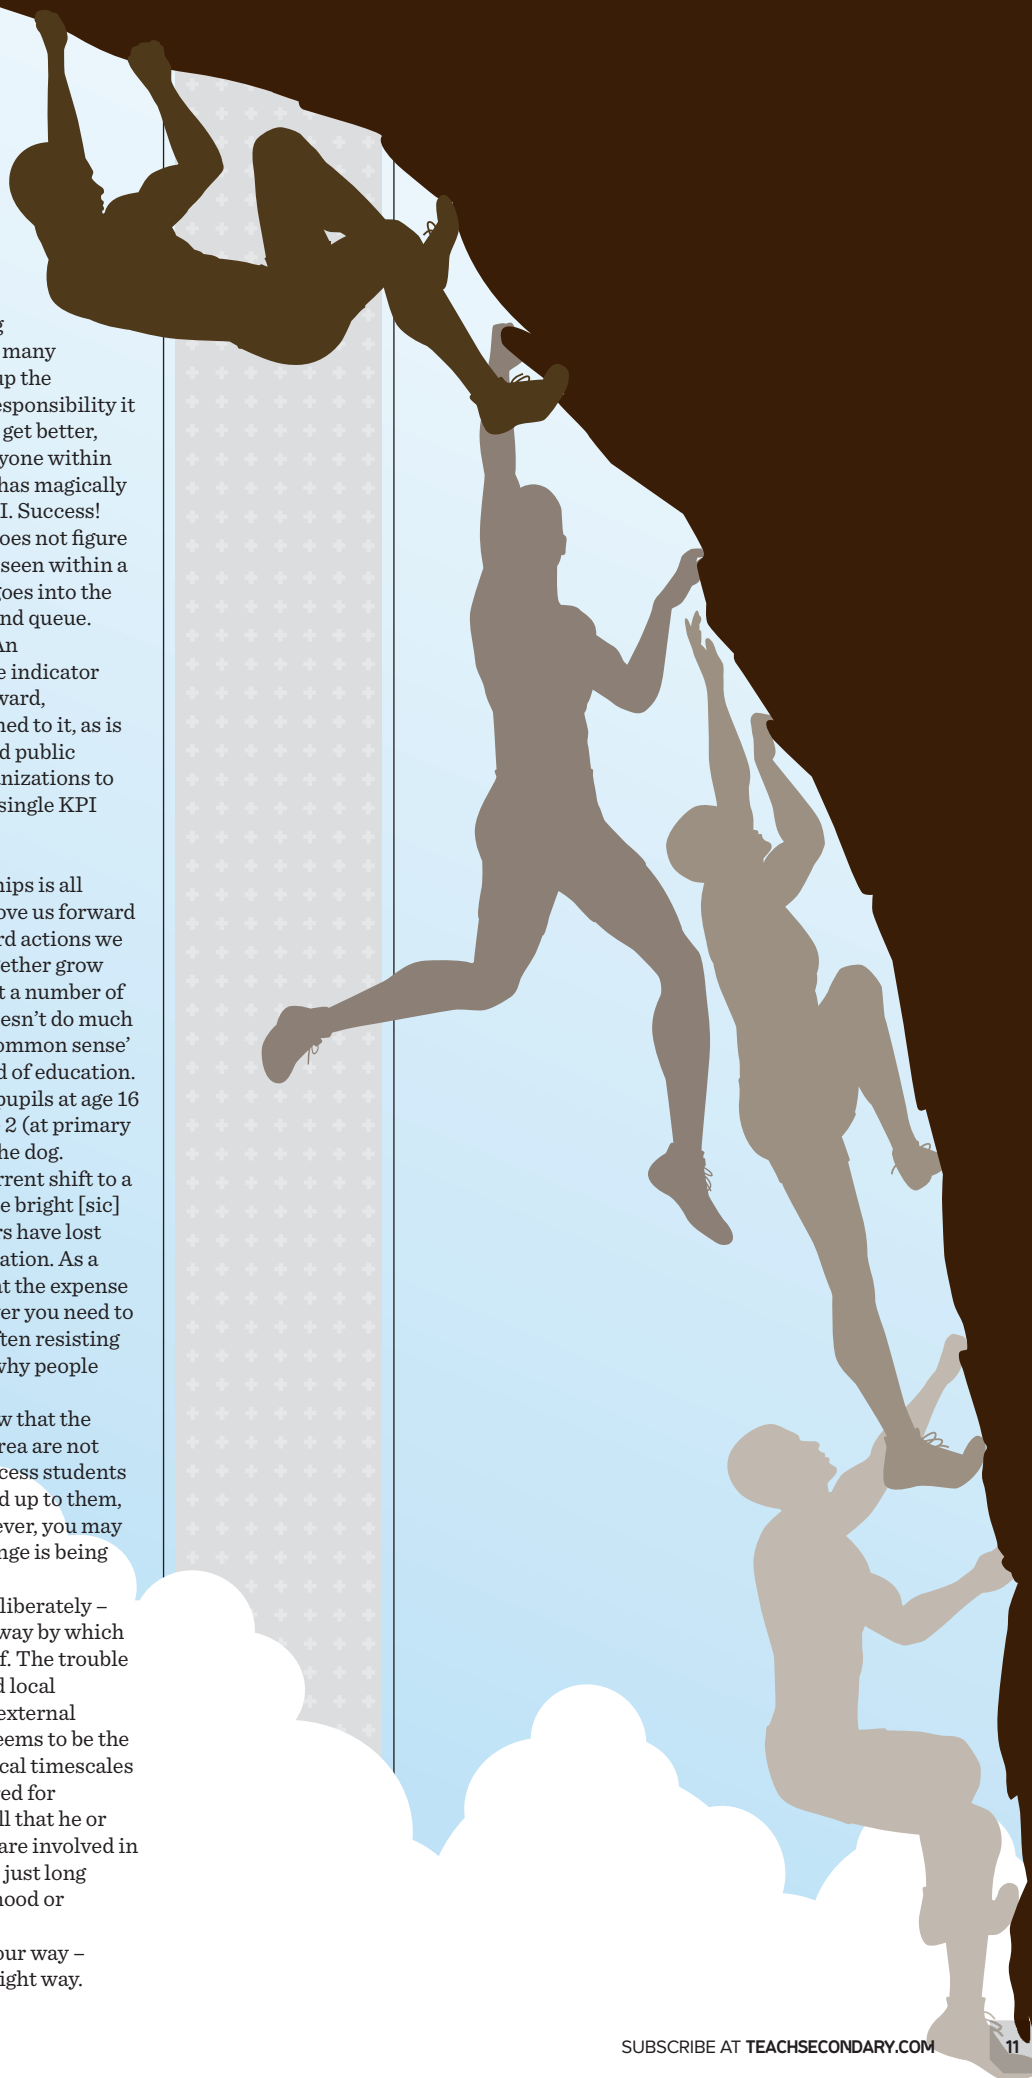 g
many
up the
esponsibility it
get better,
yone within
has magically
I. Success!
oes not figure
seen within a
goes into the
nd queue.
An
e indicator
ward,
ned to it, as is
d public
anizations to
single KPI
hips is all
ove us forward
rd actions we
gether grow
t a number of
esn’t do much
ommon sense’
d of education.
pupils at age 16
2 (at primary
he dog.
rrent shift to a
e bright [sic]
rs have lost
ation. As a
at the expense
er you need to
ften resisting
why people
w that the
rea are not
cess students
d up to them,
ever, you may
nge is being
liberately –
way by which
f. The trouble
d local
external
eems to be the
cal timescales
ed for
ll that he or
are involved in
just long
hood or
our way –
ight way.
SUBSCRIBE AT TEACHSECONDARY.COM
11